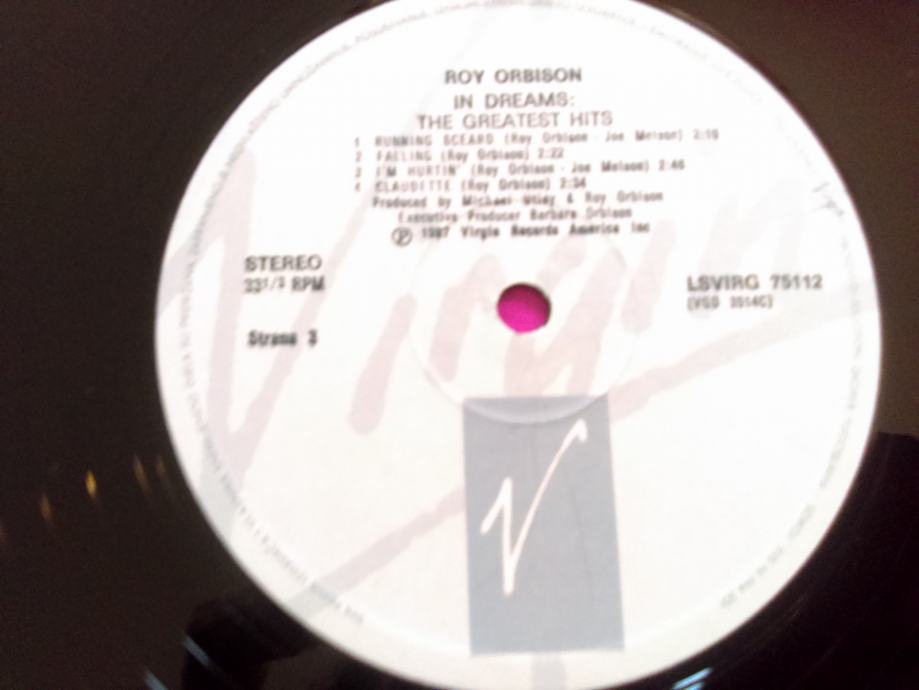 ROY ORBISON
IN DREAMS:
THE GREATEST HITS
1 RUNNING SCEARD (Roy Orbison - Joe Melson) 2:10
2 FALLING (Roy Orbison) 2:22
3 I'M HURTIN' (Roy Orbison - Joe Melson) 2:46
4 CLAUDETTE (Roy Orbison) 2:34
Produced by Michael Utley & Roy Orbison
Executive Producer Barbara Orbison
℗ 1987 Virgin Records America Inc
STEREO
33 1/3 RPM
LSVIRG 75112
(VGD 3514C)
Strana 3
Virgin
V